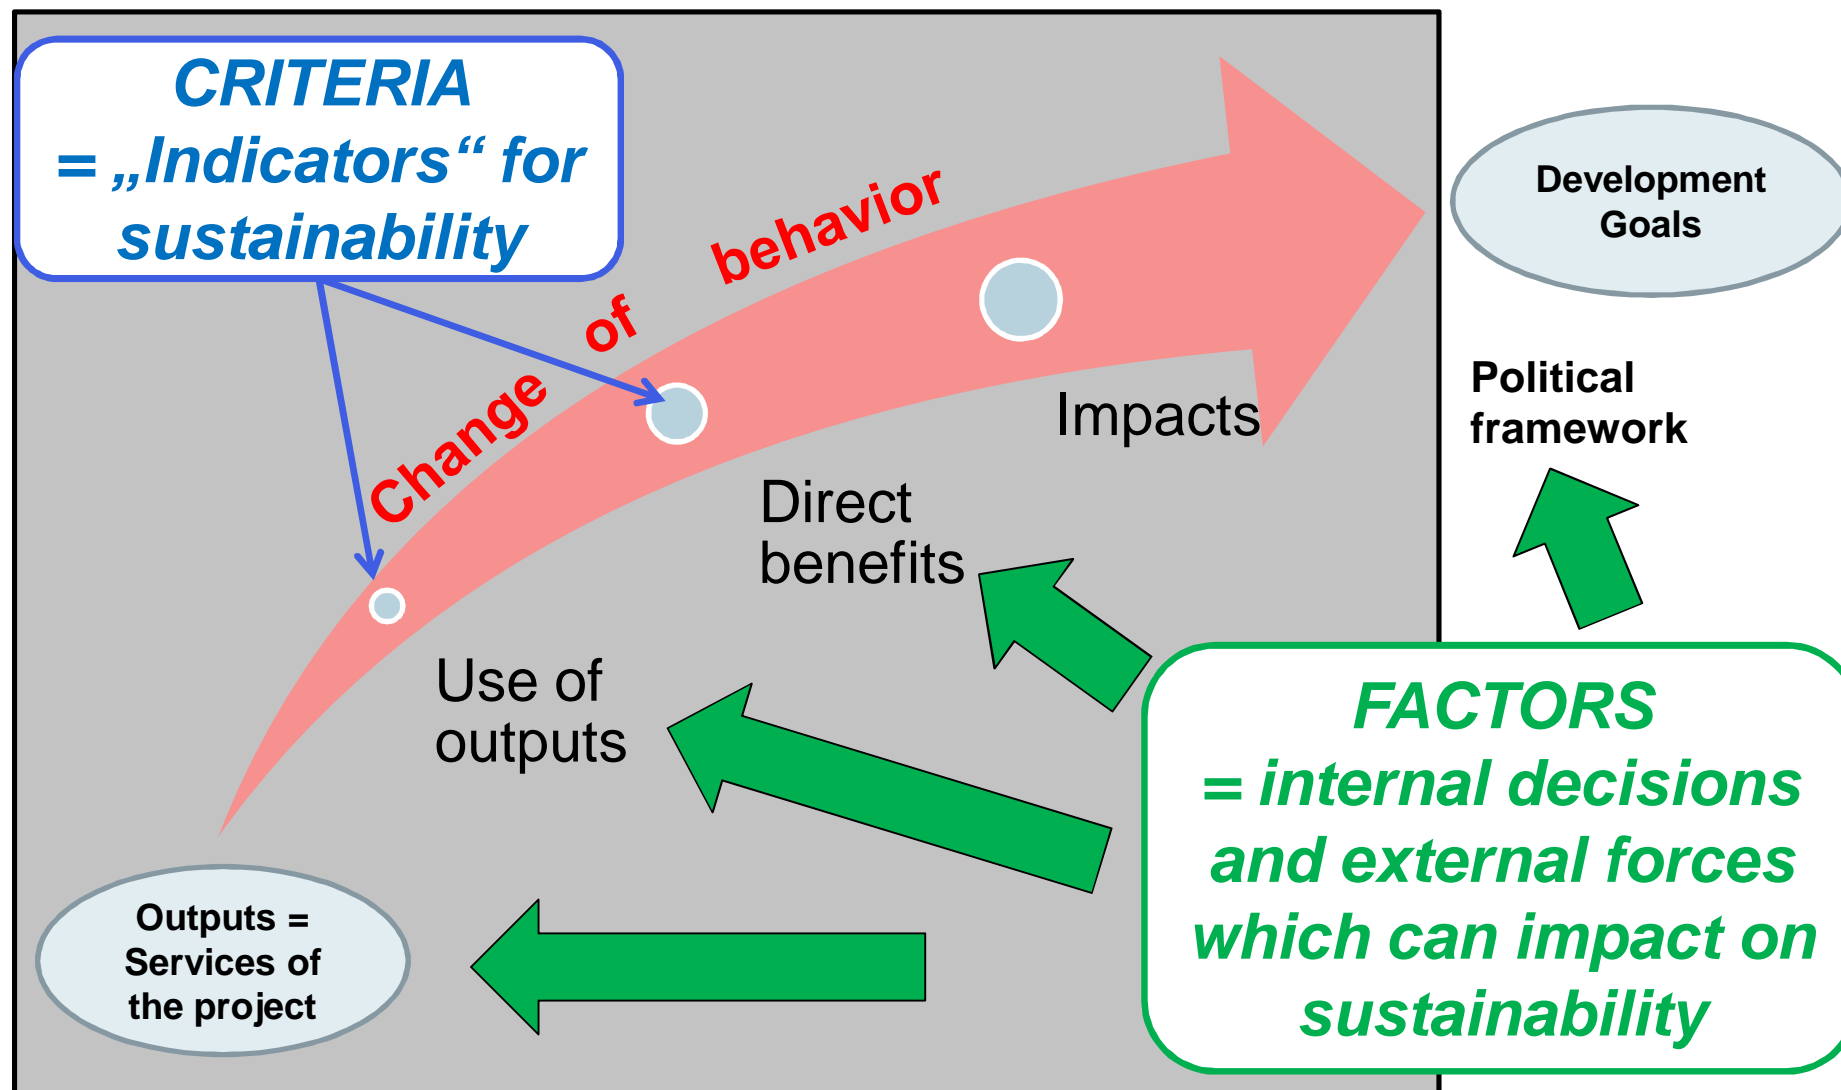 CRITERIA
= „Indicators“ for
sustainability
Change of behavior
Development
Goals
Political
framework
Impacts
Direct
benefits
Use of
outputs
Outputs =
Services of
the project
FACTORS
= internal decisions
and external forces
which can impact on
sustainability